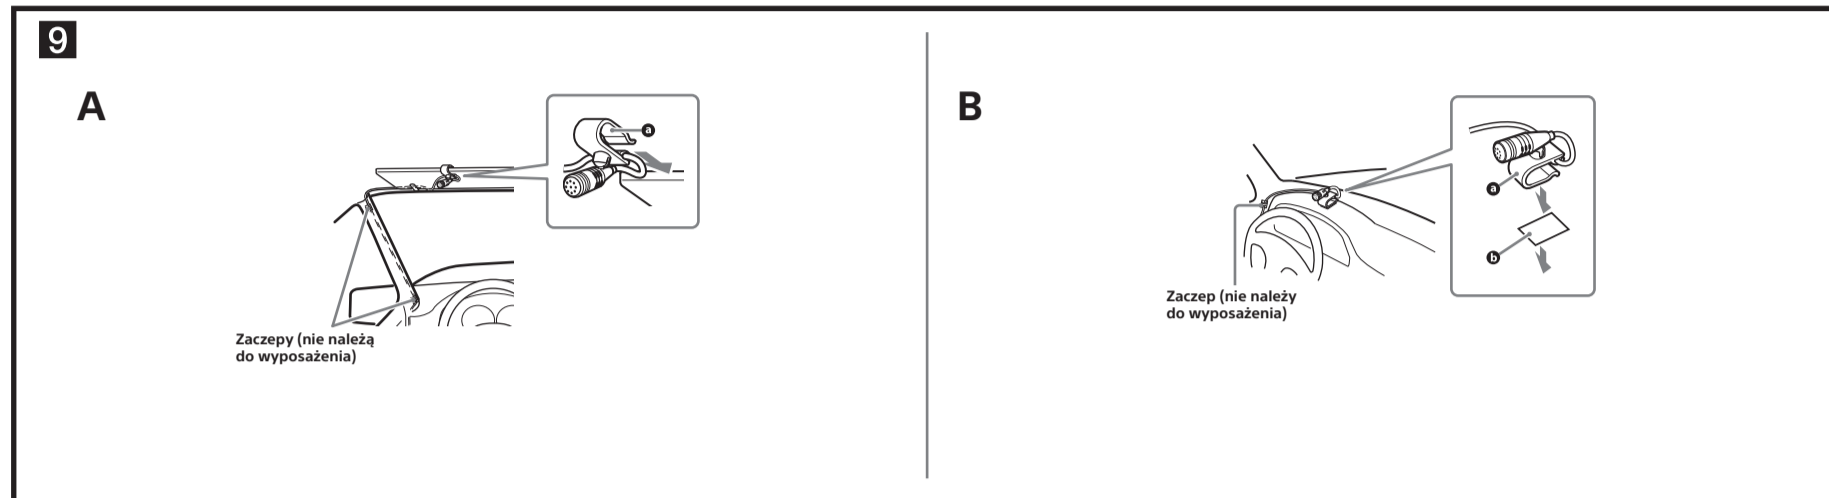 9
A
a
Zaczepy (nie należą
do wyposażenia)
B
a
b
Zaczep (nie należy
do wyposażenia)